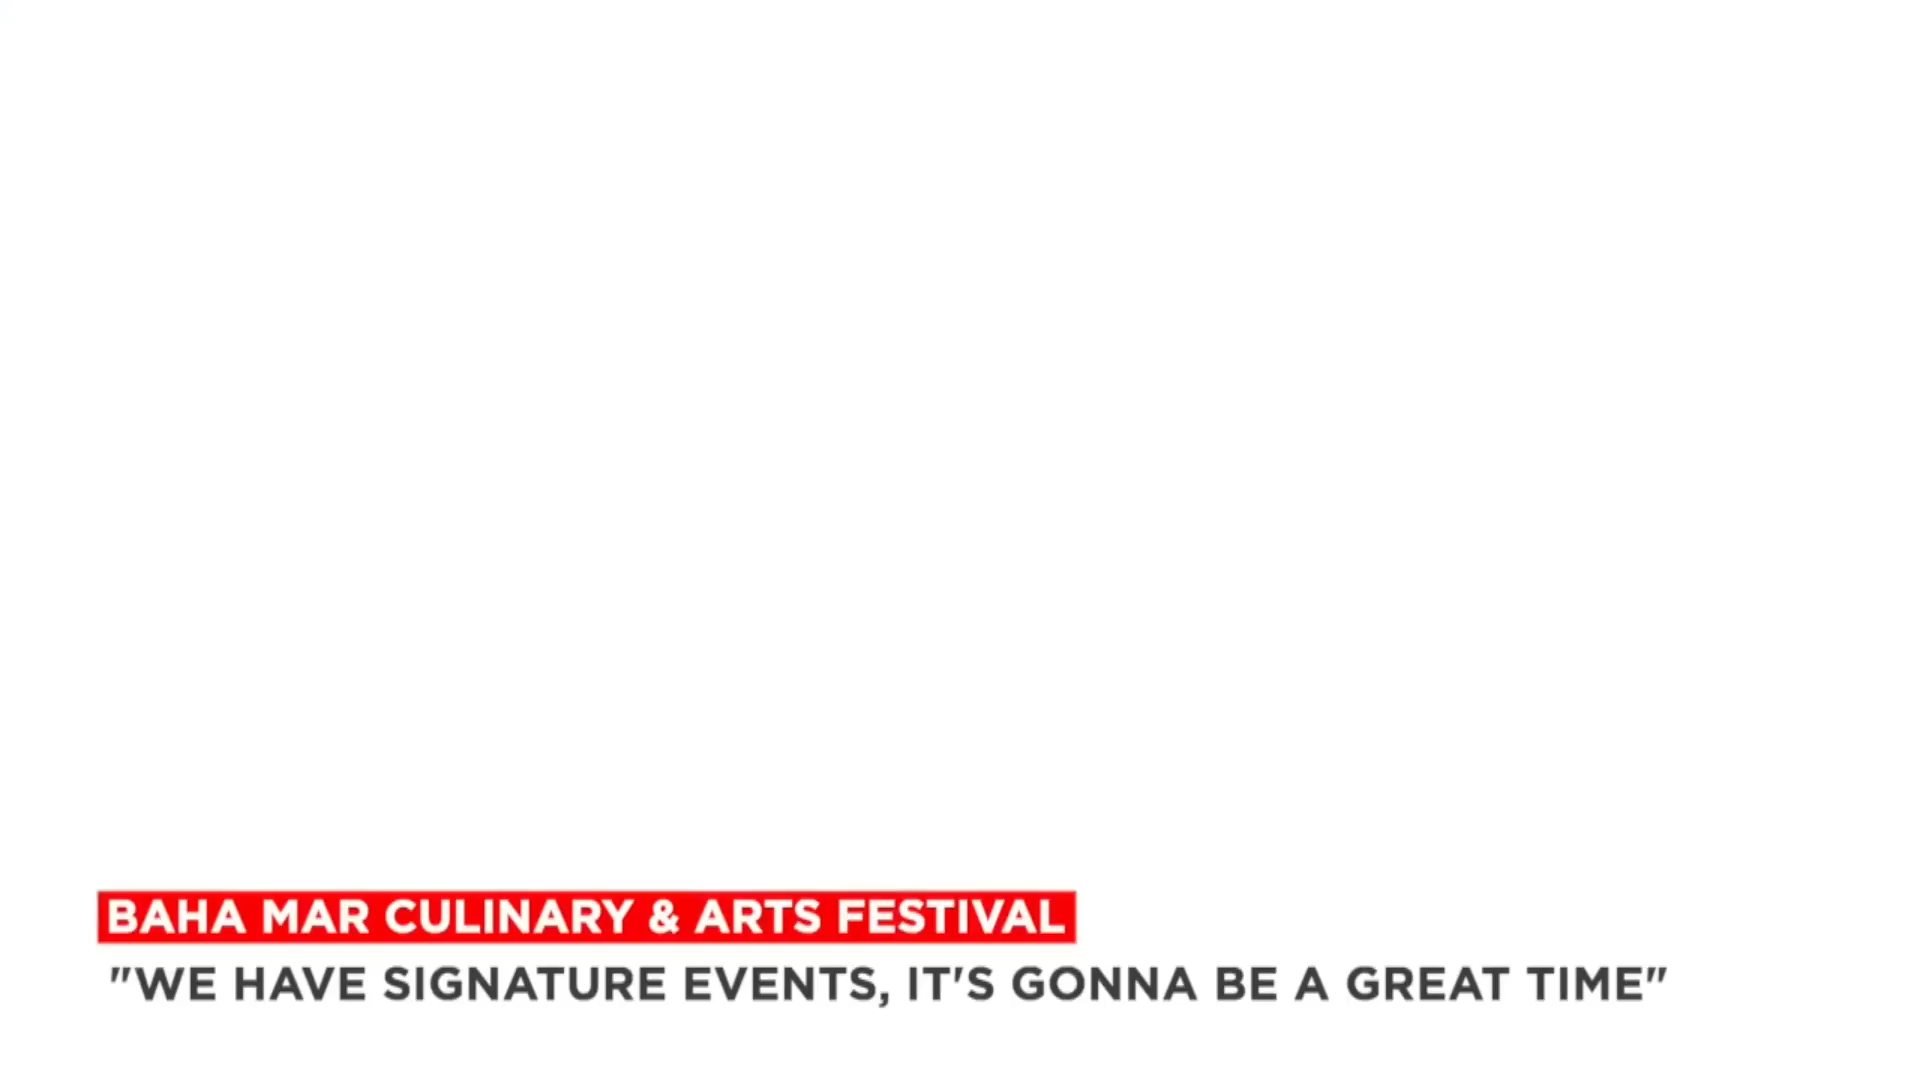 BAHA MAR CULINARY & ARTS FESTIVAL
"WE HAVE SIGNATURE EVENTS, IT'S GONNA BE A GREAT TIME"